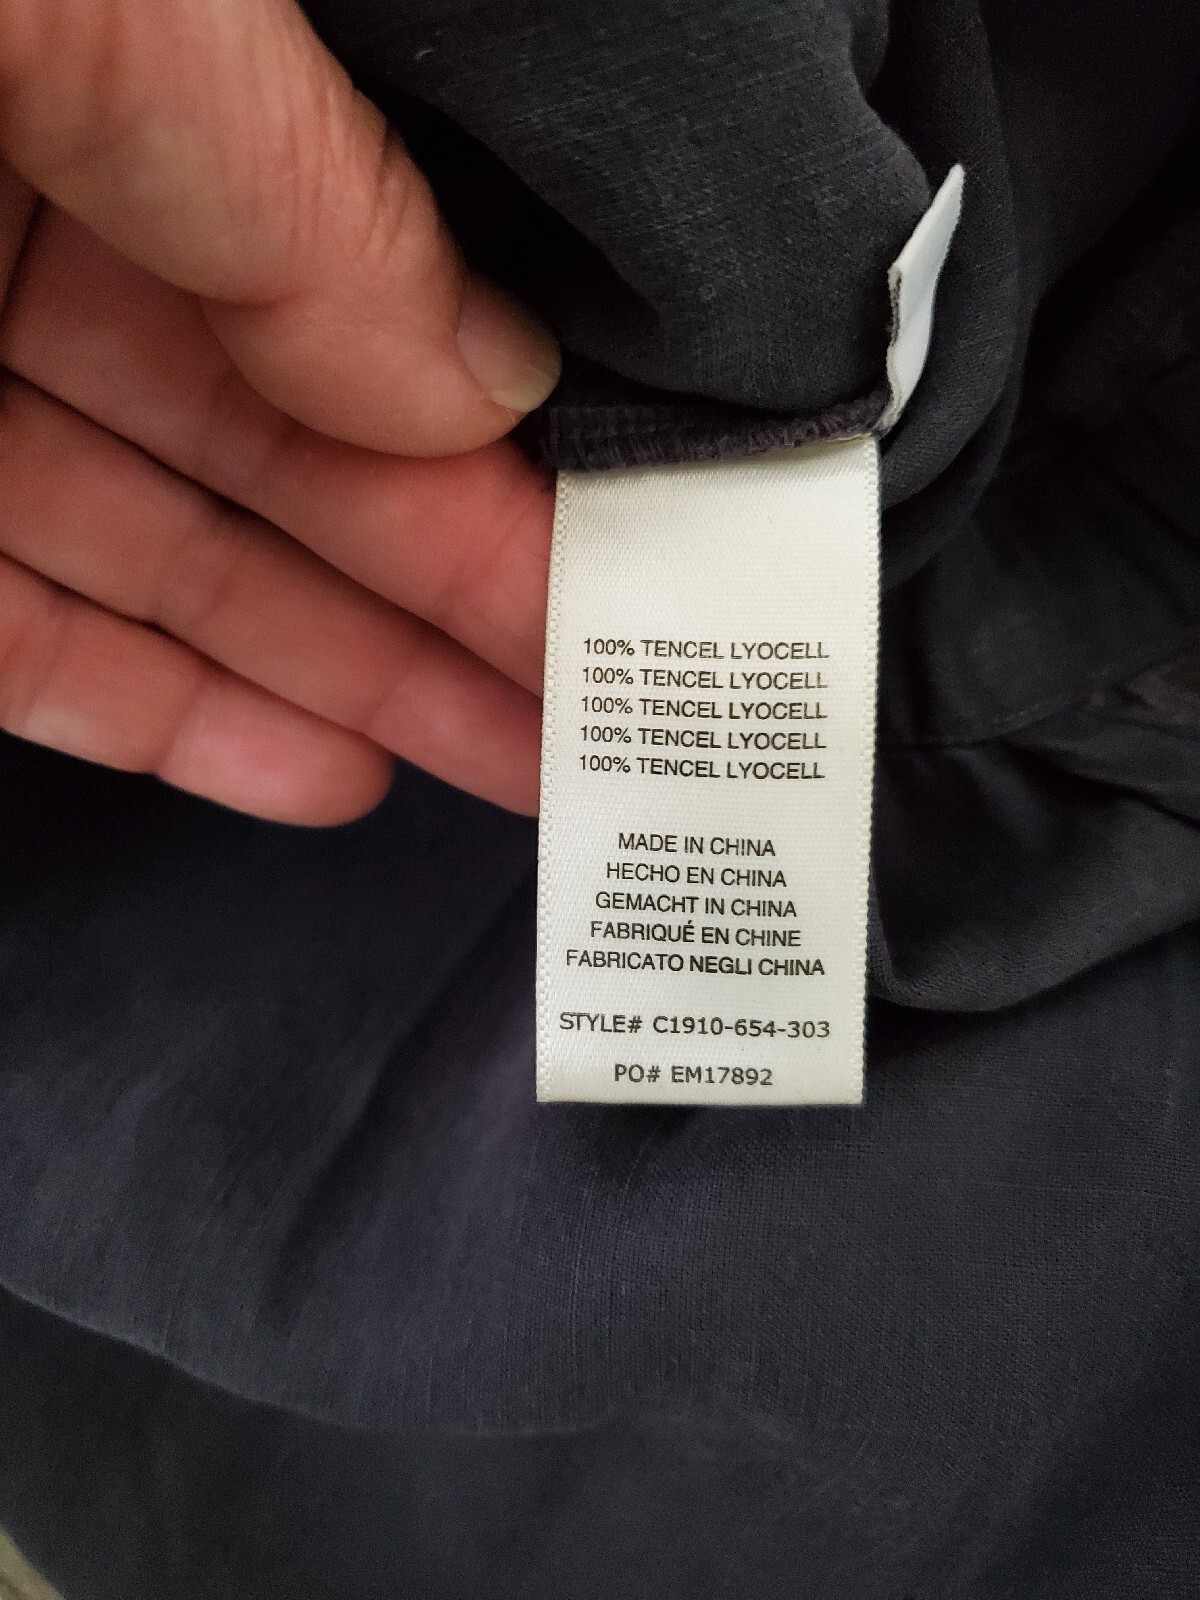 100% TENCEL LYOCELL
100% TENCEL LYOCELL
100% TENCEL LYOCELL
100% TENCEL LYOCELL
100% TENCEL LYOCELL
MADE IN CHINA
HECHO EN CHINA
GEMACHT IN CHINA
FABRIQUÉ EN CHINE
FABRICATO NEGLI CHINA
STYLE# C1910-654-303
PO# EM17892